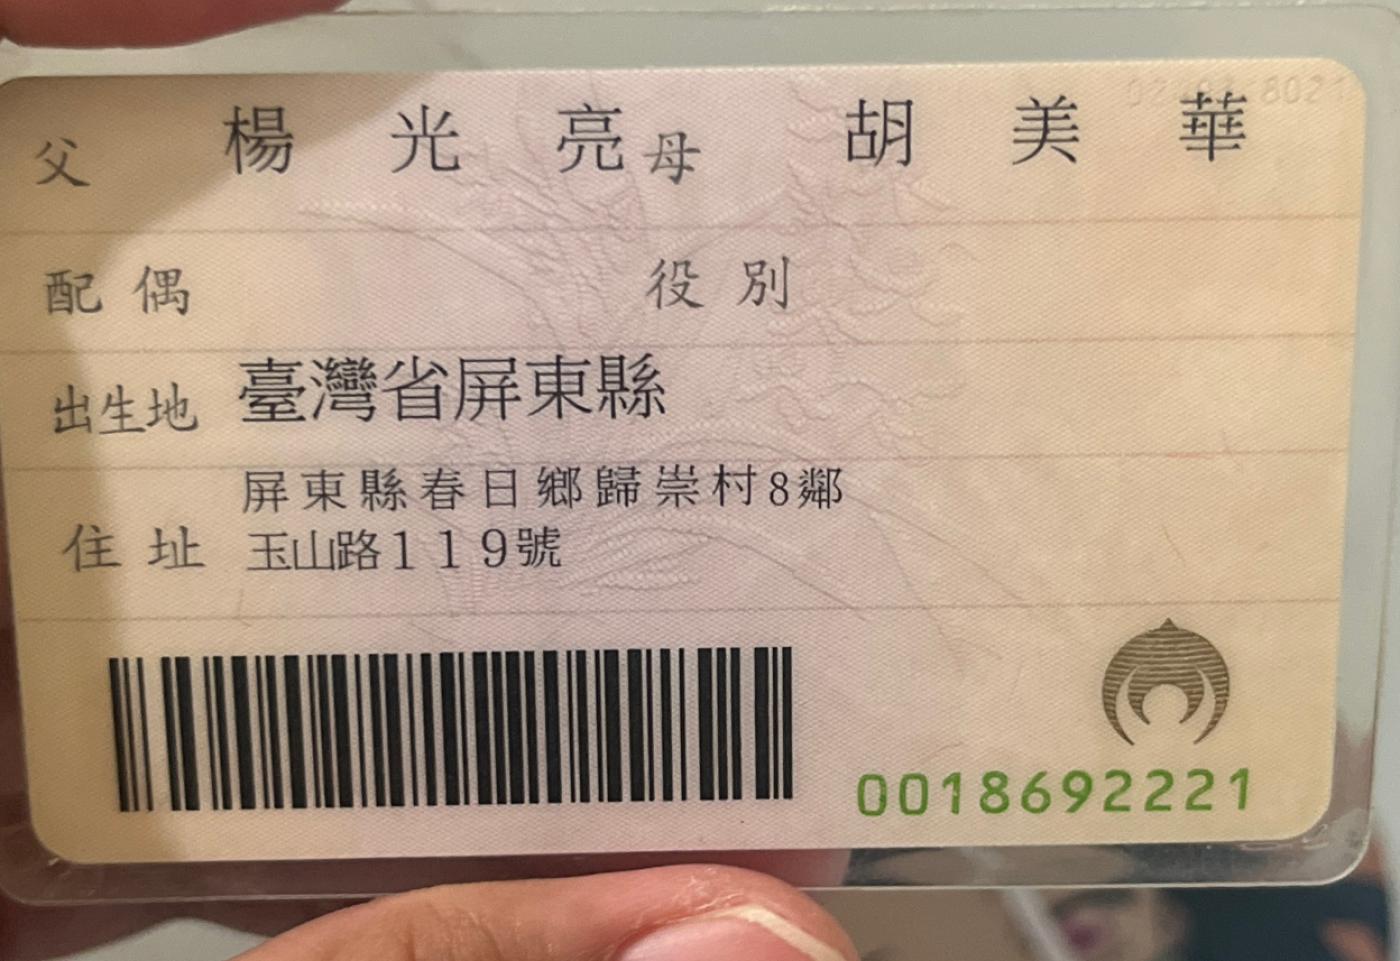 父 楊光亮 母 胡美華
配偶 役別
出生地 臺灣省屏東縣
住址 屏東縣春日鄉歸崇村8鄰
玉山路119號
0018692221